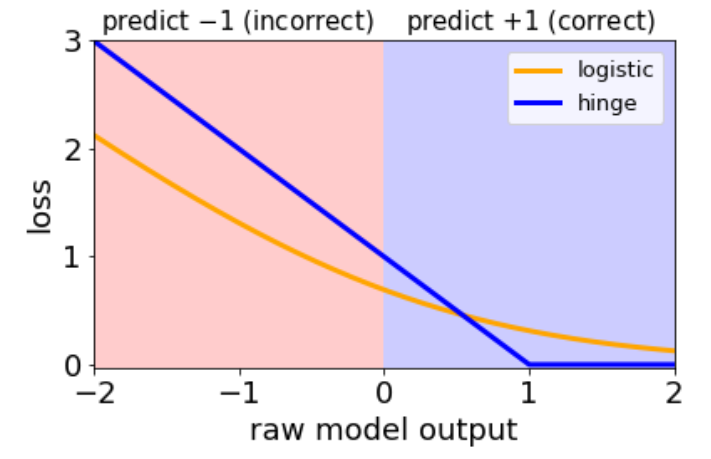 predict −1 (incorrect) predict +1 (correct)
3
logistic
hinge
2
loss
1
0
−2 −1 0 1 2
raw model output